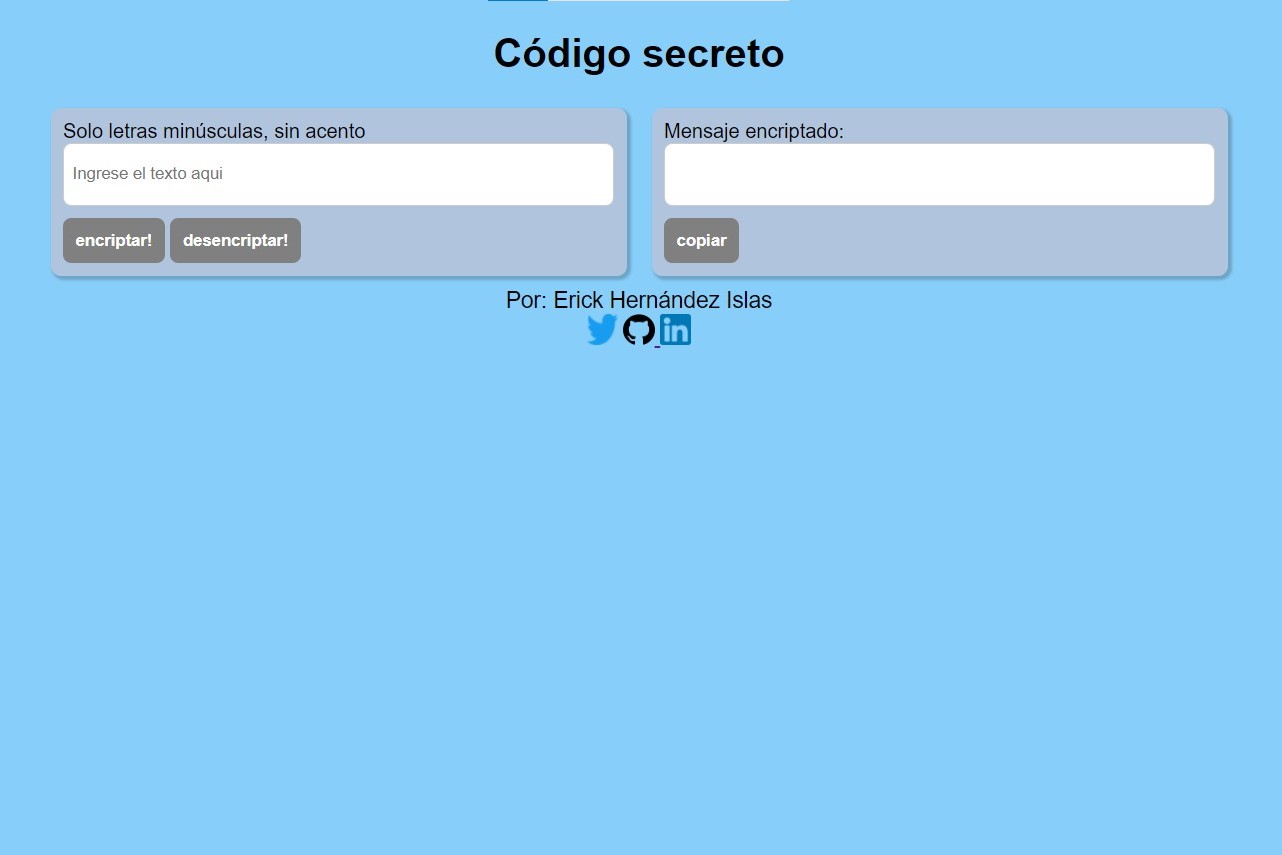 Código secreto
Solo letras minúsculas, sin acento
Ingrese el texto aqui
encriptar! desencriptar!
Mensaje encriptado:
copiar
Por: Erick Hernández Islas
in